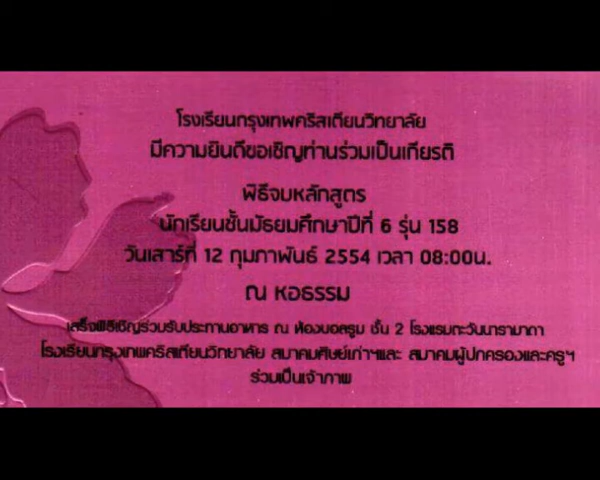 โรงเรียนกรุงเทพคริสเตียนวิทยาลัย
มีความยินดีขอเชิญท่านร่วมเป็นเกียรติ
พิธีจบหลักสูตร
นักเรียนชั้นมัธยมศึกษาปีที่ 6 รุ่น 158
วันเสาร์ที่ 12 กุมภาพันธ์ 2554 เวลา 08:00น.
ณ หอธรรม
เสร็จพิธีเชิญร่วมรับประทานอาหาร ณ ห้องบอลรูม ชั้น 2 โรงแรมตะวันนารามาดา
โรงเรียนกรุงเทพคริสเตียนวิทยาลัย สมาคมศิษย์เก่าฯและ สมาคมผู้ปกครองและครูฯ
ร่วมเป็นเจ้าภาพ